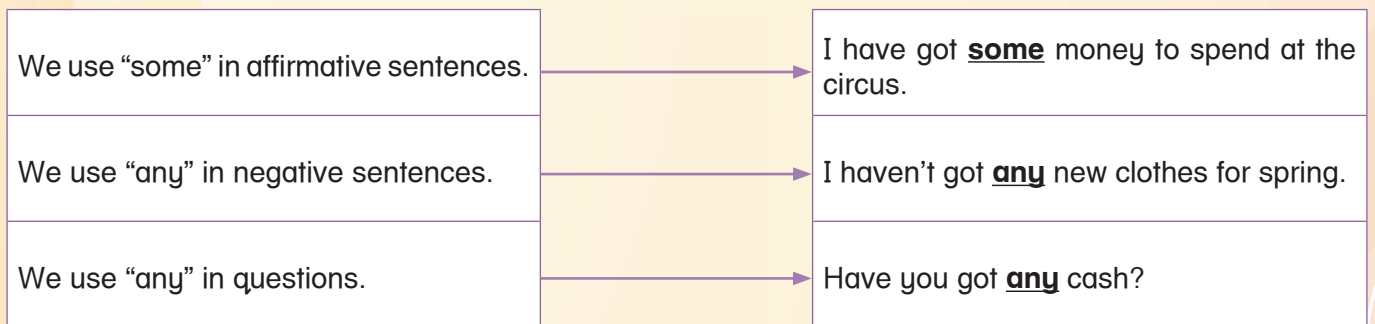 We use “some” in affirmative sentences.
I have got some money to spend at the
circus.
We use “any” in negative sentences.
I haven’t got any new clothes for spring.
We use “any” in questions.
Have you got any cash?